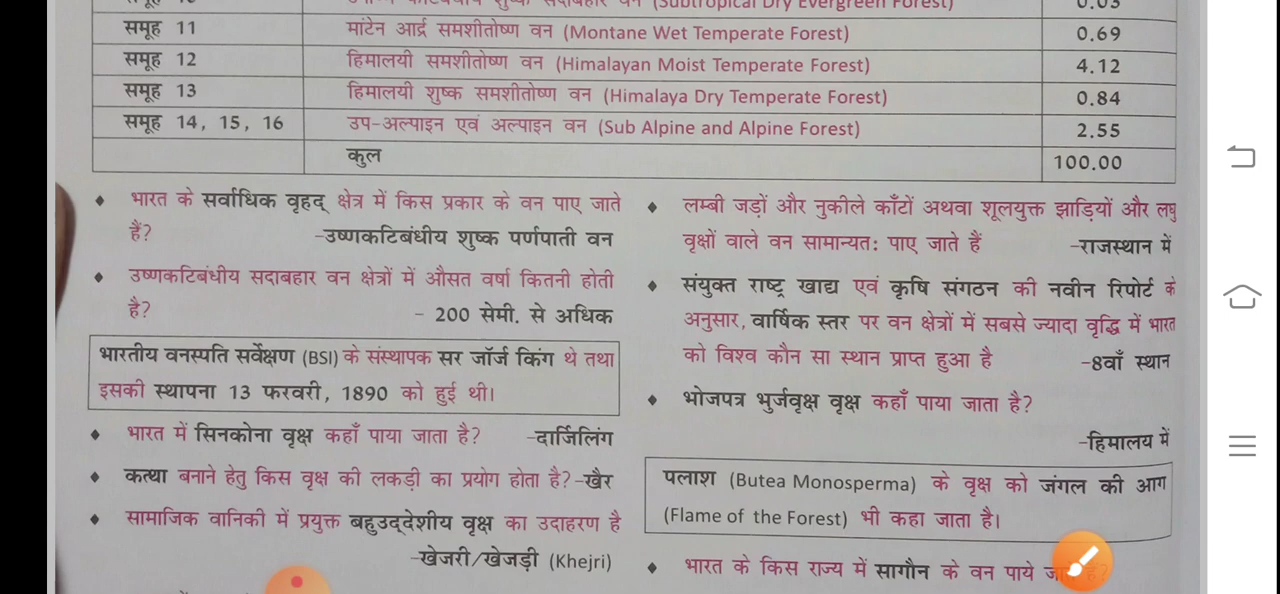 (Subtropical Dry Evergreen Forest) 0.03
समूह 11 मांटेन आर्द्र समशीतोष्ण वन (Montane Wet Temperate Forest) 0.69
समूह 12 हिमालयी समशीतोष्ण वन (Himalayan Moist Temperate Forest) 4.12
समूह 13 हिमालयी शुष्क समशीतोष्ण वन (Himalaya Dry Temperate Forest) 0.84
समूह 14, 15, 16 उप-अल्पाइन एवं अल्पाइन वन (Sub Alpine and Alpine Forest) 2.55
कुल 100.00
♦ भारत के सर्वाधिक वृहद् क्षेत्र में किस प्रकार के वन पाए जाते
हैं? -उष्णकटिबंधीय शुष्क पर्णपाती वन
♦ उष्णकटिबंधीय सदाबहार वन क्षेत्रों में औसत वर्षा कितनी होती
है? - 200 सेमी. से अधिक
भारतीय वनस्पति सर्वेक्षण (BSI) के संस्थापक सर जॉर्ज किंग थे तथा
इसकी स्थापना 13 फरवरी, 1890 को हुई थी।
♦ भारत में सिनकोना वृक्ष कहाँ पाया जाता है? -दार्जिलिंग
♦ कत्था बनाने हेतु किस वृक्ष की लकड़ी का प्रयोग होता है? -खैर
♦ सामाजिक वानिकी में प्रयुक्त बहुउद्देशीय वृक्ष का उदाहरण है
-खेजरी/खेजड़ी (Khejri)
♦ लम्बी जड़ों और नुकीले काँटों अथवा शूलयुक्त झाड़ियों और लघु
वृक्षों वाले वन सामान्यतः पाए जाते हैं -राजस्थान में
♦ संयुक्त राष्ट्र खाद्य एवं कृषि संगठन की नवीन रिपोर्ट के
अनुसार, वार्षिक स्तर पर वन क्षेत्रों में सबसे ज्यादा वृद्धि में भारत
को विश्व कौन सा स्थान प्राप्त हुआ है -8वाँ स्थान
♦ भोजपत्र भुर्जवृक्ष वृक्ष कहाँ पाया जाता है?
-हिमालय में
पलाश (Butea Monosperma) के वृक्ष को जंगल की आग
(Flame of the Forest) भी कहा जाता है।
♦ भारत के किस राज्य में सागौन के वन पाये